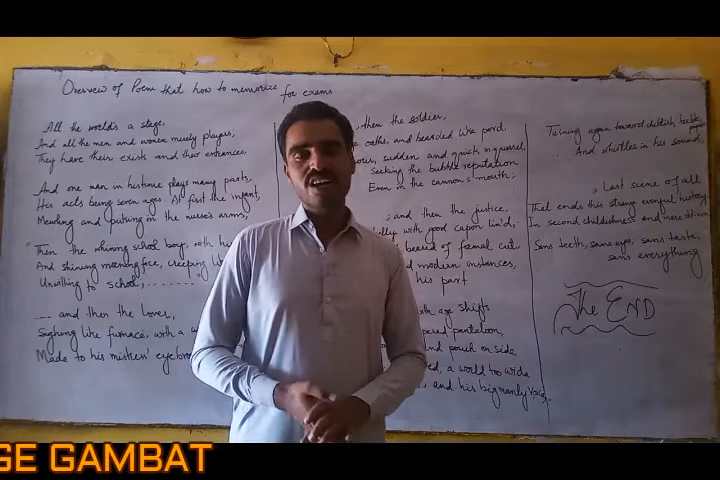 Overview of Poem that how to memorize for exams
All the world's a stage,
And all the men and women merely players;
They have theirs exists and their entrances,
And one man in his time plays many parts,
His acts being seven ages. At first the infant,
Mewling and puking in the nurse's arms,
Then the whining school boy, with his
And shining morning face, creeping
Unwilling to school,
... and then the Lover,
Sighing like furnace, with a
Made to his mistress' eyebro
, then the soldier,
oaths, and bearded like pard,
sudden and quick in quarrel,
Seeking the bubble reputation
Even in the cannon's mouth;
; and then the justice,
belly with good capon lin'd,
beard of formal cut,
modern instances,
his part
age shifts
pantaloon,
and pouch on side,
a world too wide
, and his big manly voice,
Turning again toward childish treble, pipes
And whistles in his sound,
, Last scene of all
That ends this strange eventful history,
In second childishness and mere oblivion
Sans teeth, sans eyes, sans taste,
sans everything
The END
GE GAMBAT